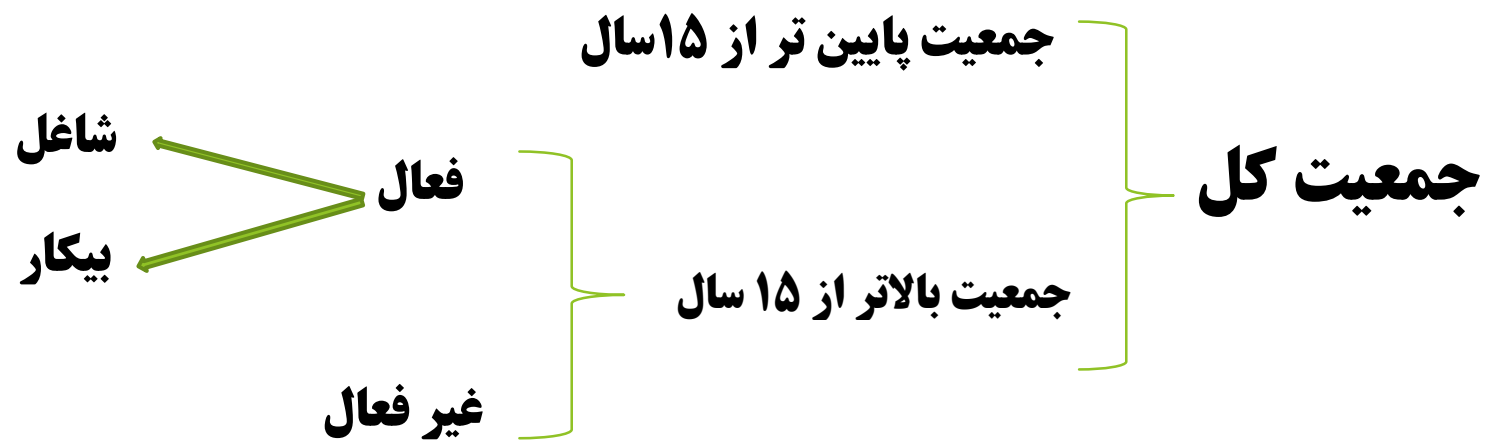 جمعیت کل
جمعیت پایین تر از ۱۵سال
جمعیت بالاتر از ۱۵ سال
فعال
غیر فعال
شاغل
بیکار